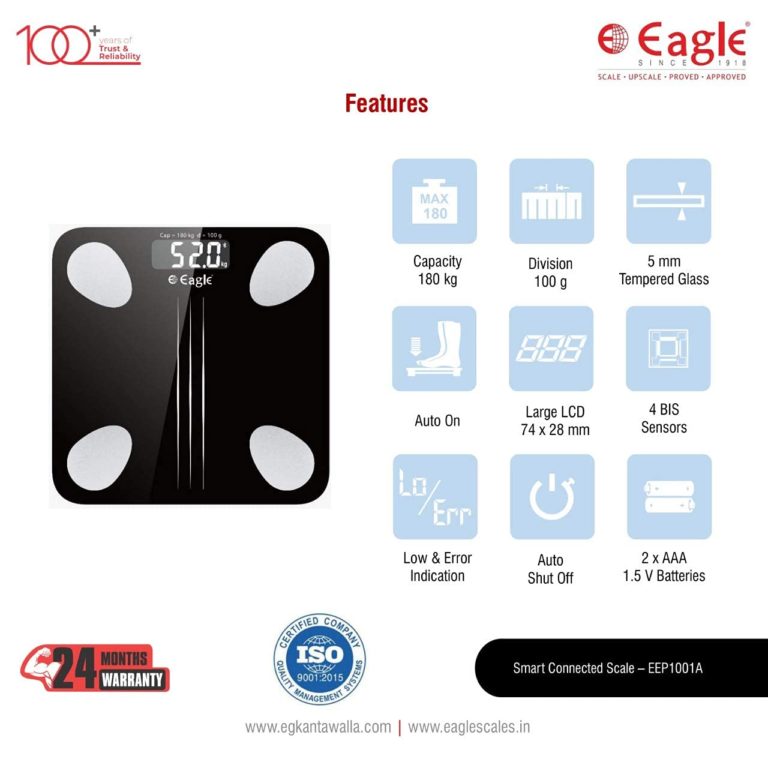 100+
years of
Trust &
Reliability
Eagle®
SINCE 1918
SCALE • UPSCALE • PROVED • APPROVED
Features
Cap = 180 kg d = 100 g
52.0
kg
Eagle
MAX
180
Capacity
180 kg
Division
100 g
5 mm
Tempered Glass
Auto On
888
Large LCD
74 x 28 mm
4 BIS
Sensors
Lo/
Err
Low & Error
Indication
Auto
Shut Off
2 x AAA
1.5 V Batteries
24 MONTHS
WARRANTY
CERTIFIED COMPANY
ISO
9001:2015
QUALITY MANAGEMENT SYSTEMS
Smart Connected Scale – EEP1001A
www.egkantawalla.com | www.eaglescales.in